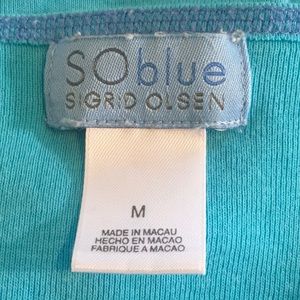 SOblue
SIGRID OLSEN
M
MADE IN MACAU
HECHO EN MACAO
FABRIQUE A MACAO